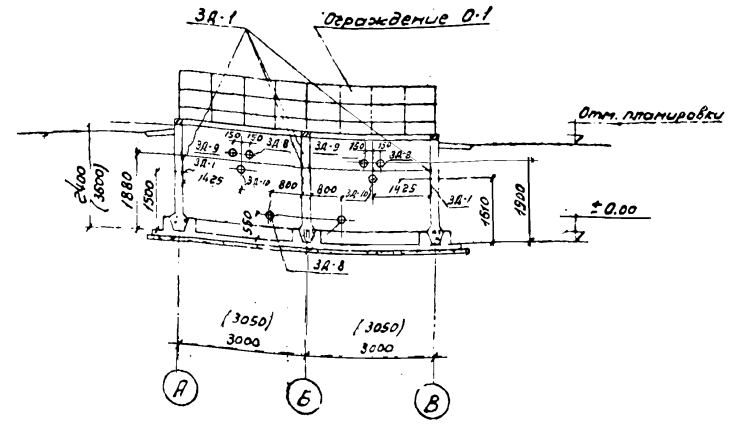 ЗД-1
Ограждение О-1
Отм. планировки
150 150
150 150
ЗД-9
ЗД-8
ЗД-9
ЗД-8
ЗД-1
ЗД-10
1425
800
800
ЗД-10
1425
ЗД-1
2400
(3600)
1880
1500
550
1610
1900
±0.00
ЗД-8
(3050)
3000
(3050)
3000
А
Б
В